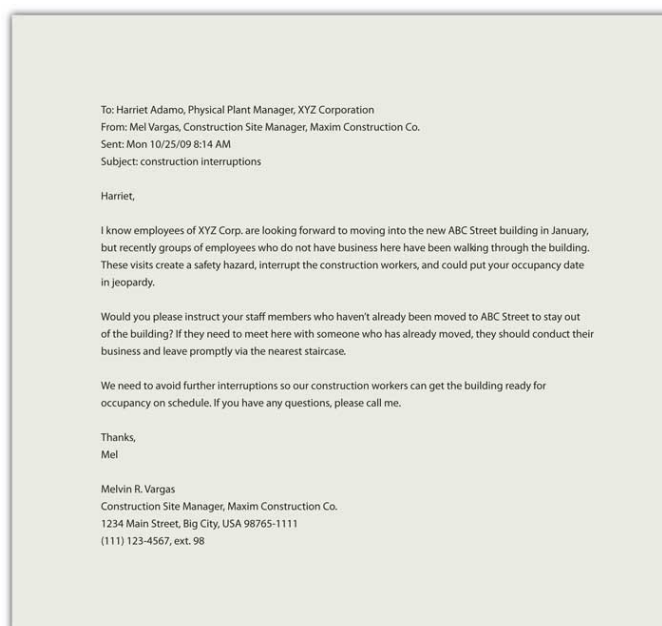 To: Harriet Adamo, Physical Plant Manager, XYZ Corporation
From: Mel Vargas, Construction Site Manager, Maxim Construction Co.
Sent: Mon 10/25/09 8:14 AM
Subject: construction interruptions
Harriet,
I know employees of XYZ Corp. are looking forward to moving into the new ABC Street building in January,
but recently groups of employees who do not have business here have been walking through the building.
These visits create a safety hazard, interrupt the construction workers, and could put your occupancy date
in jeopardy.
Would you please instruct your staff members who haven't already been moved to ABC Street to stay out
of the building? If they need to meet here with someone who has already moved, they should conduct their
business and leave promptly via the nearest staircase.
We need to avoid further interruptions so our construction workers can get the building ready for
occupancy on schedule. If you have any questions, please call me.
Thanks,
Mel
Melvin R. Vargas
Construction Site Manager, Maxim Construction Co.
1234 Main Street, Big City, USA 98765-1111
(111) 123-4567, ext. 98